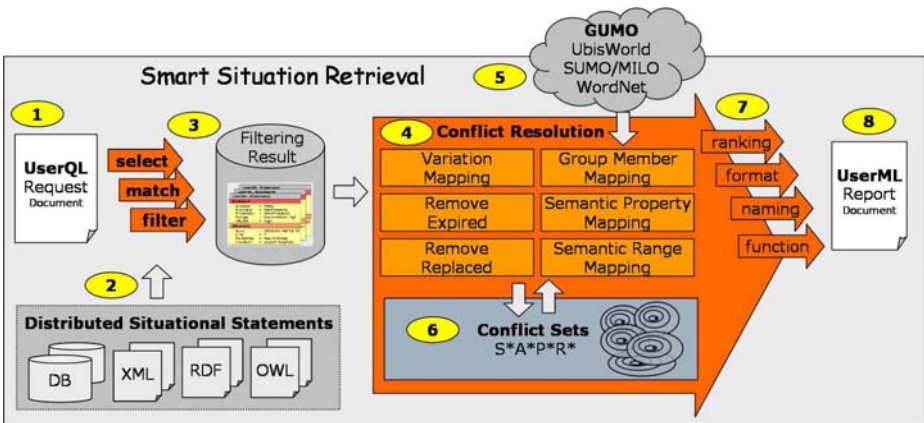 Smart Situation Retrieval
GUMO
UbisWorld
SUMO/MILO
WordNet
5
1
UserQL
Request
Document
select
match
filter
3
Filtering
Result
2
Distributed Situational Statements
DB
XML
RDF
OWL
4
Conflict Resolution
Variation
Mapping
Group Member
Mapping
Remove
Expired
Semantic Property
Mapping
Remove
Replaced
Semantic Range
Mapping
6
Conflict Sets
S*A*P*R*
7
ranking
format
naming
function
8
UserML
Report
Document